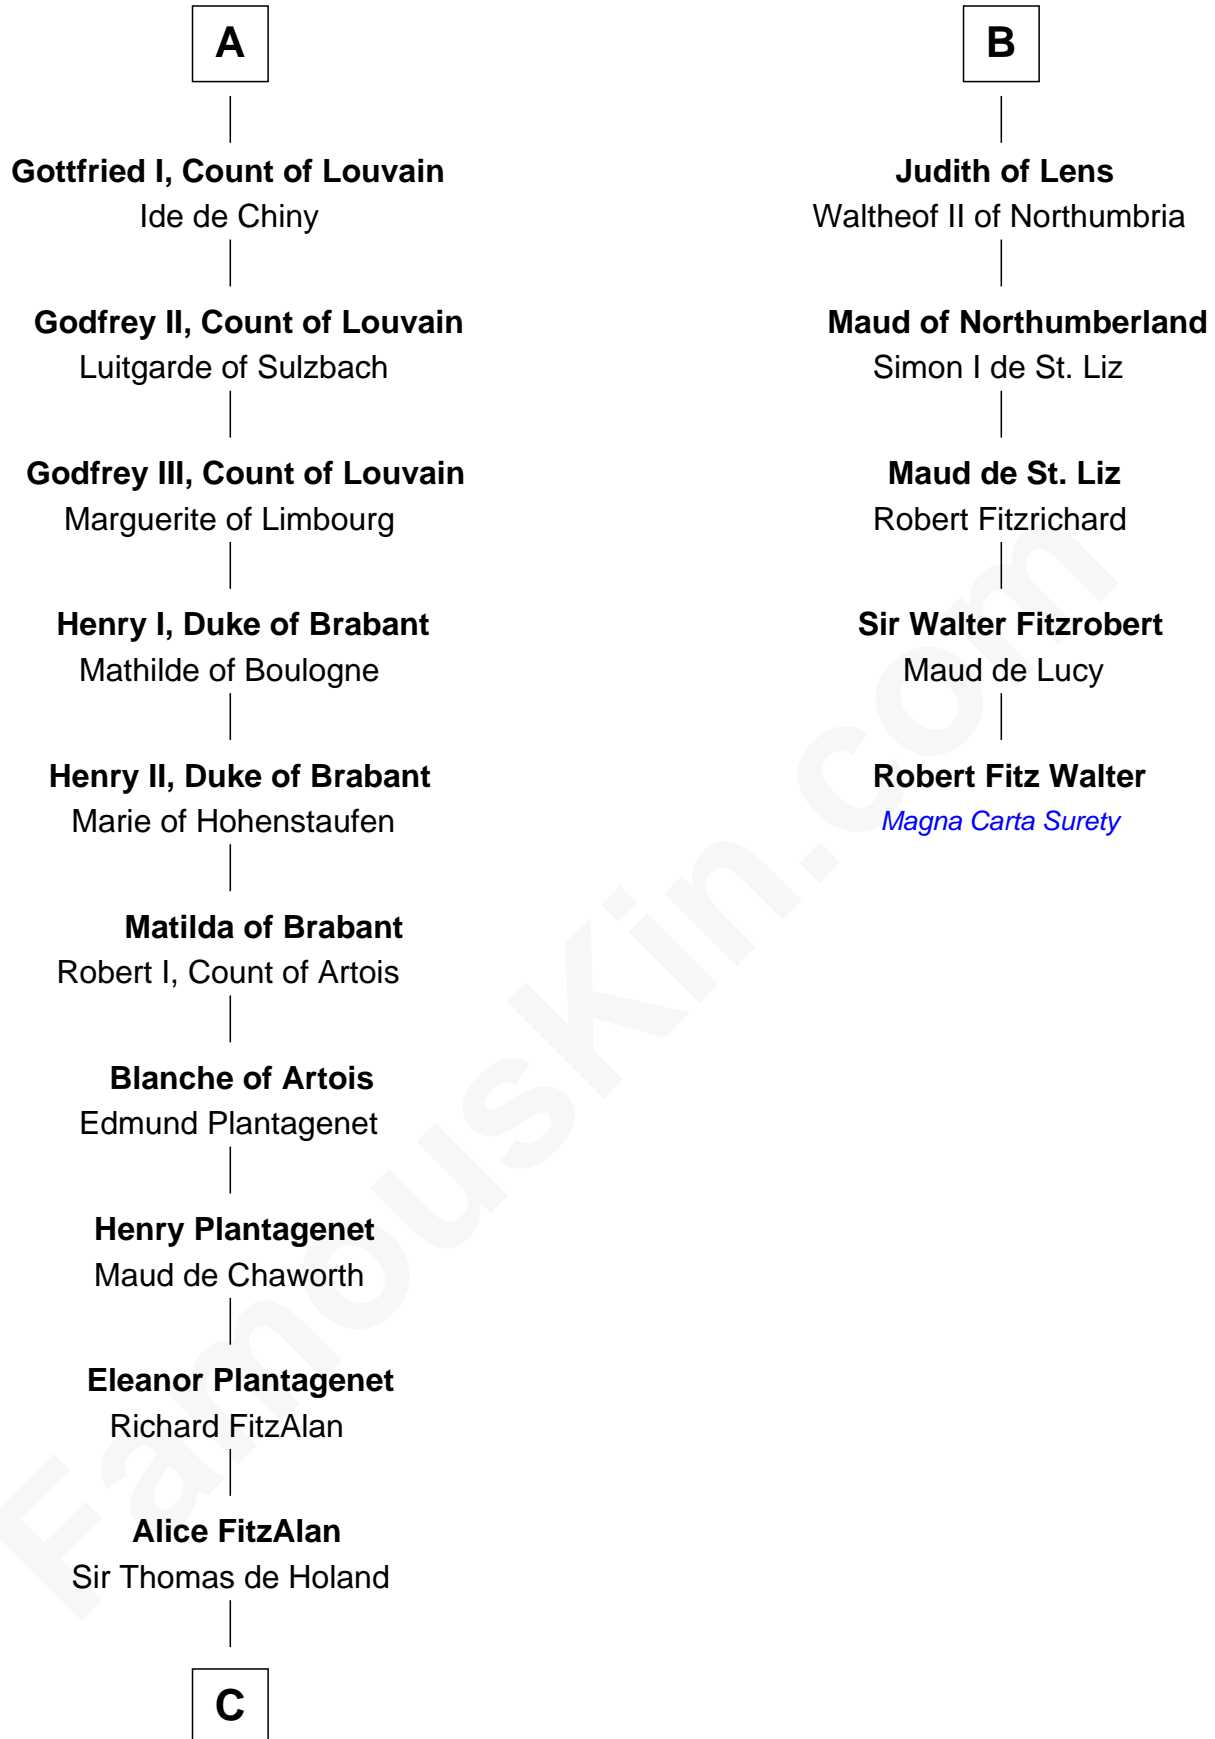 A
Gottfried I, Count of Louvain
Ide de Chiny
Godfrey II, Count of Louvain
Luitgarde of Sulzbach
Godfrey III, Count of Louvain
Marguerite of Limbourg
Henry I, Duke of Brabant
Mathilde of Boulogne
Henry II, Duke of Brabant
Marie of Hohenstaufen
Matilda of Brabant
Robert I, Count of Artois
Blanche of Artois
Edmund Plantagenet
Henry Plantagenet
Maud de Chaworth
Eleanor Plantagenet
Richard FitzAlan
Alice FitzAlan
Sir Thomas de Holand
C
B
Judith of Lens
Waltheof II of Northumbria
Maud of Northumberland
Simon I de St. Liz
Maud de St. Liz
Robert Fitzrichard
Sir Walter Fitzrobert
Maud de Lucy
Robert Fitz Walter
Magna Carta Surety
FamousKin.com